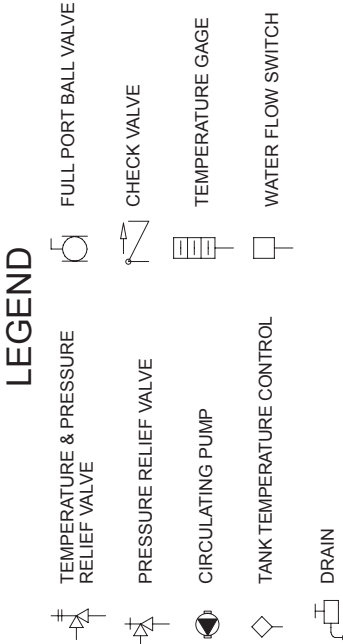 LEGEND
TEMPERATURE & PRESSURE
RELIEF VALVE
PRESSURE RELIEF VALVE
CIRCULATING PUMP
TANK TEMPERATURE CONTROL
DRAIN
FULL PORT BALL VALVE
CHECK VALVE
TEMPERATURE GAGE
WATER FLOW SWITCH